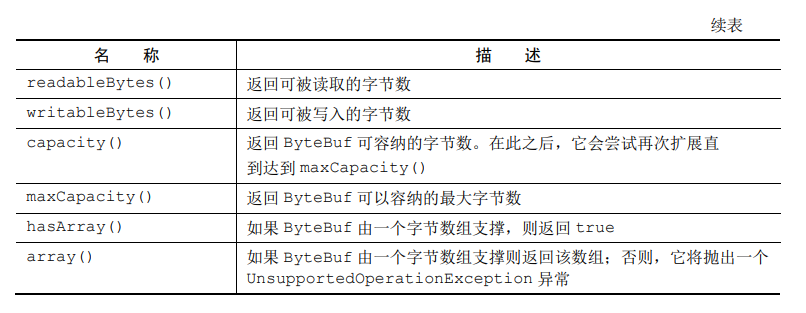 续表
名 称 描 述
readableBytes() 返回可被读取的字节数
writableBytes() 返回可被写入的字节数
capacity() 返回 ByteBuf 可容纳的字节数。在此之后，它会尝试再次扩展直
到达到 maxCapacity()
maxCapacity() 返回 ByteBuf 可以容纳的最大字节数
hasArray() 如果 ByteBuf 由一个字节数组支撑，则返回 true
array() 如果 ByteBuf 由一个字节数组支撑则返回该数组；否则，它将抛出一个
UnsupportedOperationException 异常